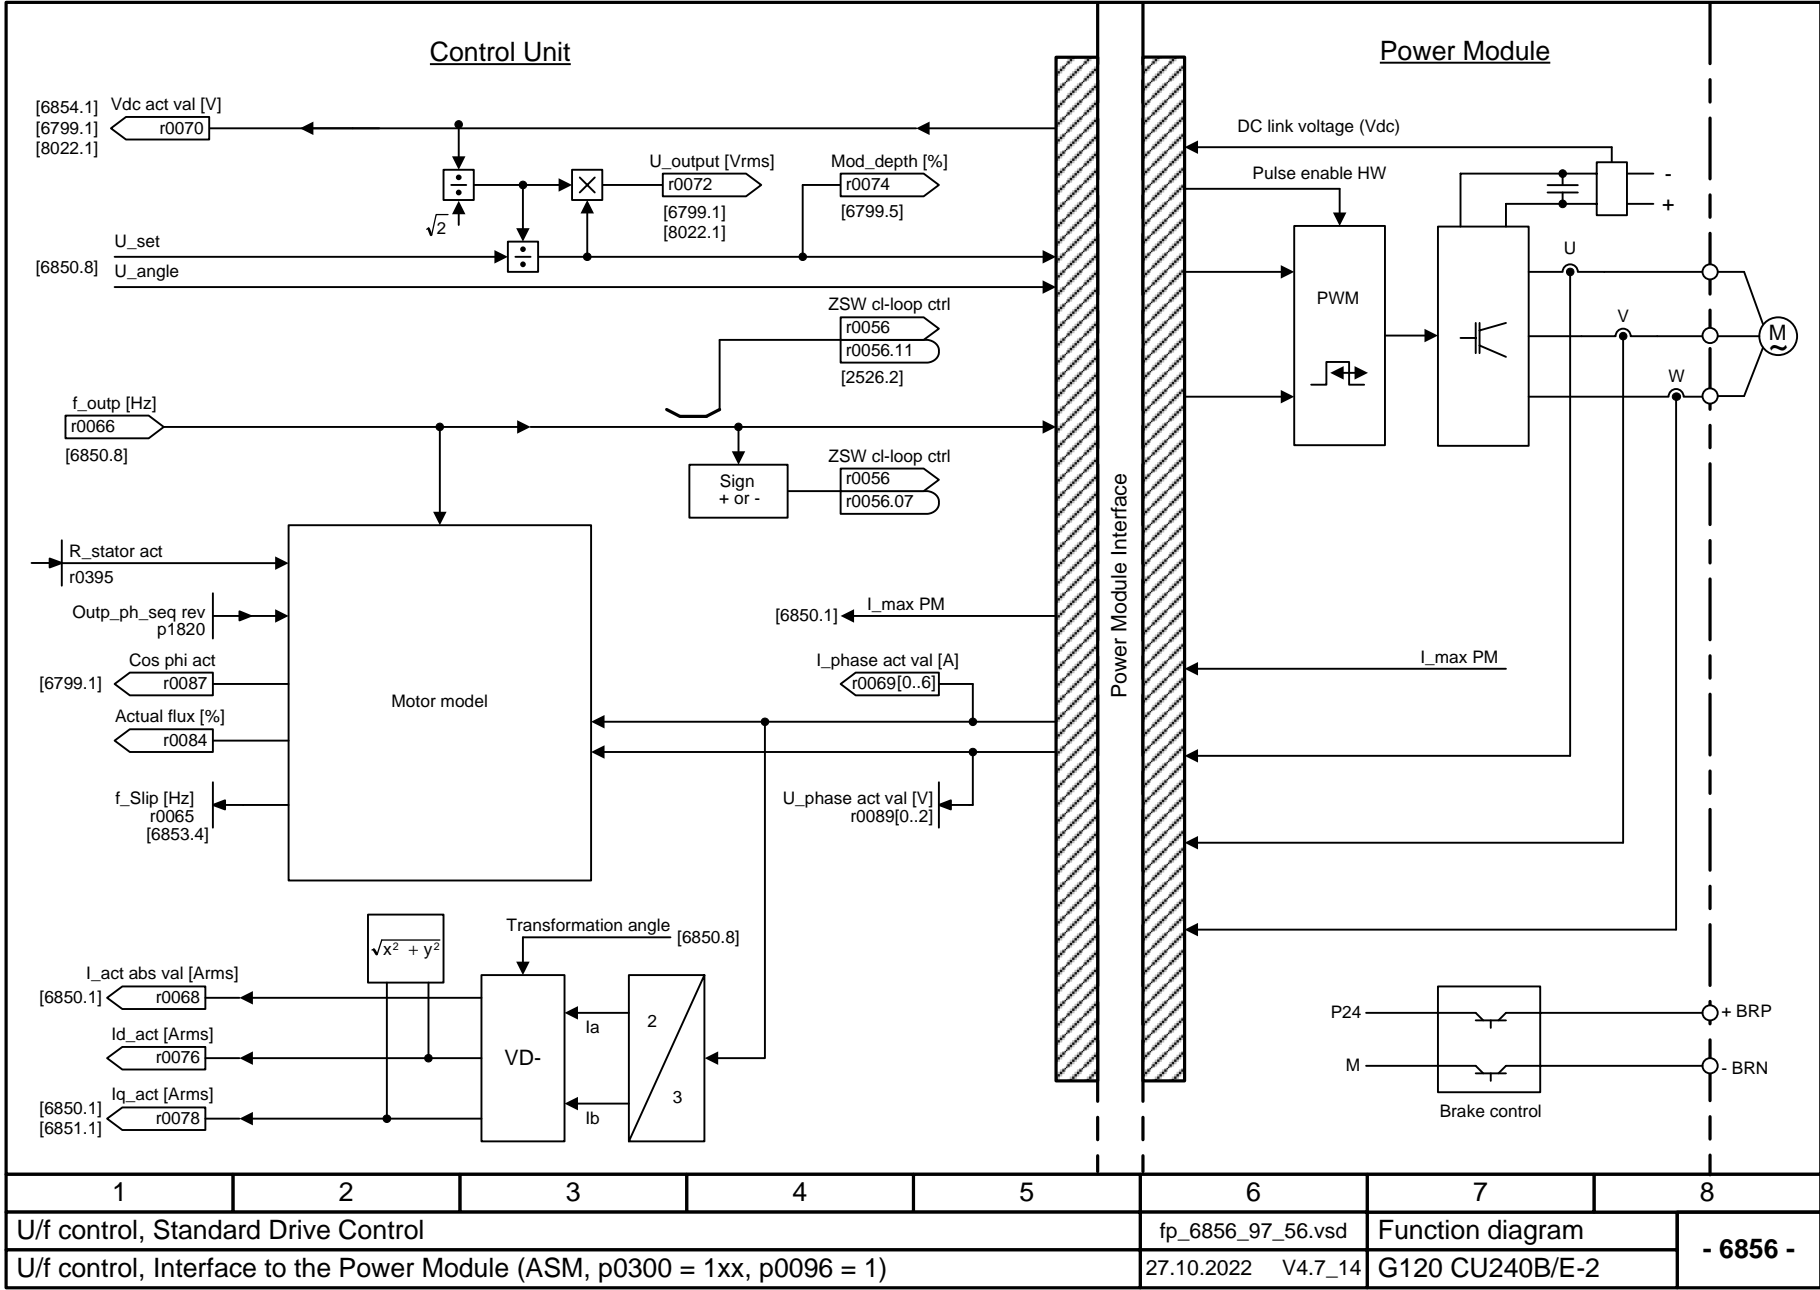 Control Unit
Power Module
[6854.1]
[6799.1]
[8022.1]
Vdc act val [V]
r0070
÷
√2
×
U_output [Vrms]
r0072
[6799.1]
[8022.1]
Mod_depth [%]
r0074
[6799.5]
U_set
[6850.8]
U_angle
÷
ZSW cl-loop ctrl
r0056
r0056.11
[2526.2]
f_outp [Hz]
r0066
[6850.8]
Sign
+ or -
ZSW cl-loop ctrl
r0056
r0056.07
R_stator act
r0395
Outp_ph_seq rev
p1820
Cos phi act
[6799.1]
r0087
Actual flux [%]
r0084
f_Slip [Hz]
r0065
[6853.4]
Motor model
[6850.1]
I_max PM
I_phase act val [A]
r0069[0..6]
U_phase act val [V]
r0089[0..2]
√x² + y²
Transformation angle
[6850.8]
I_act abs val [Arms]
[6850.1]
r0068
Id_act [Arms]
r0076
Iq_act [Arms]
[6850.1]
[6851.1]
r0078
VD-
Ia
Ib
2
3
Power Module Interface
DC link voltage (Vdc)
Pulse enable HW
-
+
PWM
U
V
W
M
~
I_max PM
P24
M
+ BRP
- BRN
Brake control
1 2 3 4 5 6 7 8
U/f control, Standard Drive Control
fp_6856_97_56.vsd
Function diagram
- 6856 -
U/f control, Interface to the Power Module (ASM, p0300 = 1xx, p0096 = 1)
27.10.2022 V4.7_14
G120 CU240B/E-2